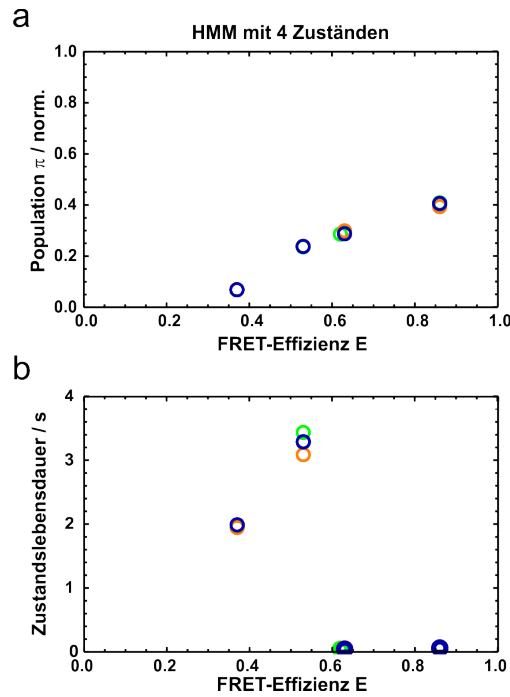 a
HMM mit 4 Zuständen
Population π / norm.
1.0
0.8
0.6
0.4
0.2
0.0
0.0 0.2 0.4 0.6 0.8 1.0
FRET-Effizienz E
b
Zustandslebensdauer / s
4
3
2
1
0
0.0 0.2 0.4 0.6 0.8 1.0
FRET-Effizienz E